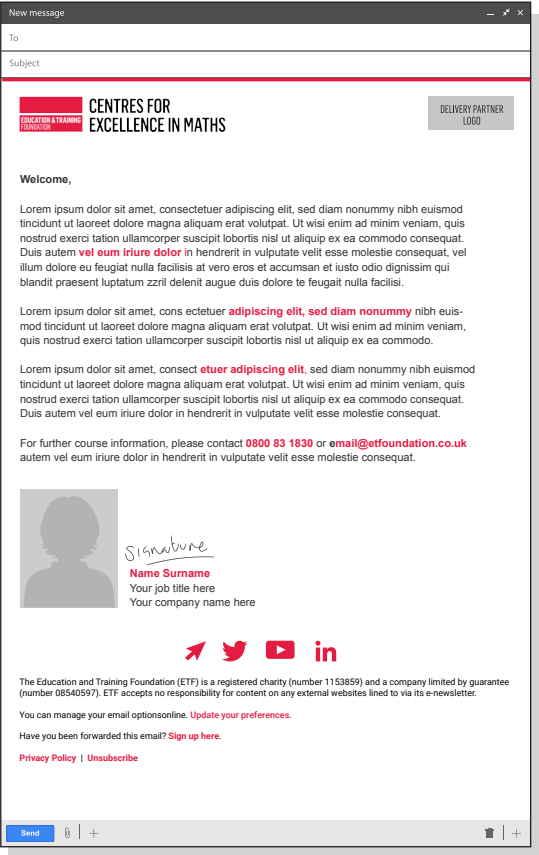 New message
To
Subject
EDUCATION & TRAINING
FOUNDATION
CENTRES FOR
EXCELLENCE IN MATHS
DELIVERY PARTNER
LOGO
Welcome,
Lorem ipsum dolor sit amet, consectetuer adipiscing elit, sed diam nonummy nibh euismod
tincidunt ut laoreet dolore magna aliquam erat volutpat. Ut wisi enim ad minim veniam, quis
nostrud exerci tation ullamcorper suscipit lobortis nisl ut aliquip ex ea commodo consequat.
Duis autem vel eum iriure dolor in hendrerit in vulputate velit esse molestie consequat, vel
illum dolore eu feugiat nulla facilisis at vero eros et accumsan et iusto odio dignissim qui
blandit praesent luptatum zzril delenit augue duis dolore te feugait nulla facilisi.
Lorem ipsum dolor sit amet, cons ectetuer adipiscing elit, sed diam nonummy nibh euis-
mod tincidunt ut laoreet dolore magna aliquam erat volutpat. Ut wisi enim ad minim veniam,
quis nostrud exerci tation ullamcorper suscipit lobortis nisl ut aliquip ex ea commodo.
Lorem ipsum dolor sit amet, consect etuer adipiscing elit, sed diam nonummy nibh euismod
tincidunt ut laoreet dolore magna aliquam erat volutpat. Ut wisi enim ad minim veniam, quis
nostrud exerci tation ullamcorper suscipit lobortis nisl ut aliquip ex ea commodo consequat.
Duis autem vel eum iriure dolor in hendrerit in vulputate velit esse molestie consequat.
For further course information, please contact 0800 83 1830 or email@etfoundation.co.uk
autem vel eum iriure dolor in hendrerit in vulputate velit esse molestie consequat.
Signature
Name Surname
Your job title here
Your company name here
in
The Education and Training Foundation (ETF) is a registered charity (number 1153859) and a company limited by guarantee
(number 08540597). ETF accepts no responsibility for content on any external websites lined to via its e-newsletter.
You can manage your email optionsonline. Update your preferences.
Have you been forwarded this email? Sign up here.
Privacy Policy | Unsubscribe
Send